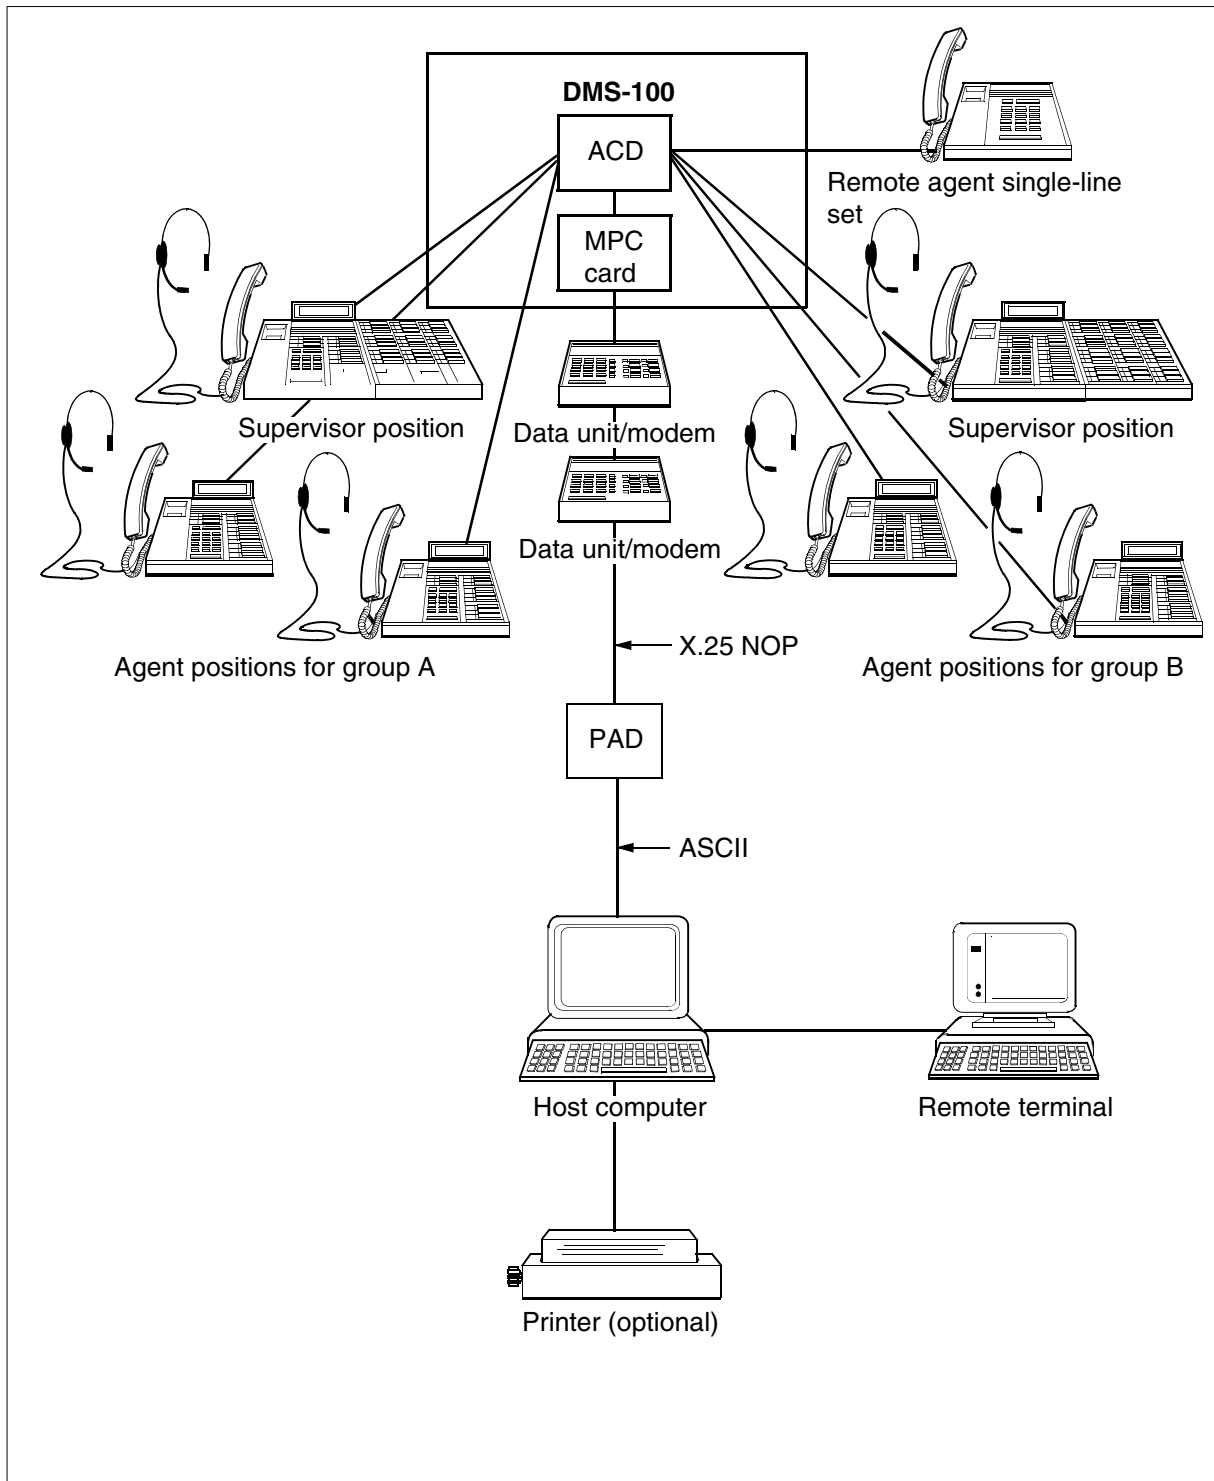 DMS-100
ACD
Remote agent single-line
set
MPC
card
Supervisor position
Data unit/modem
Supervisor position
Data unit/modem
Agent positions for group A
X.25 NOP
Agent positions for group B
PAD
ASCII
Host computer
Remote terminal
Printer (optional)